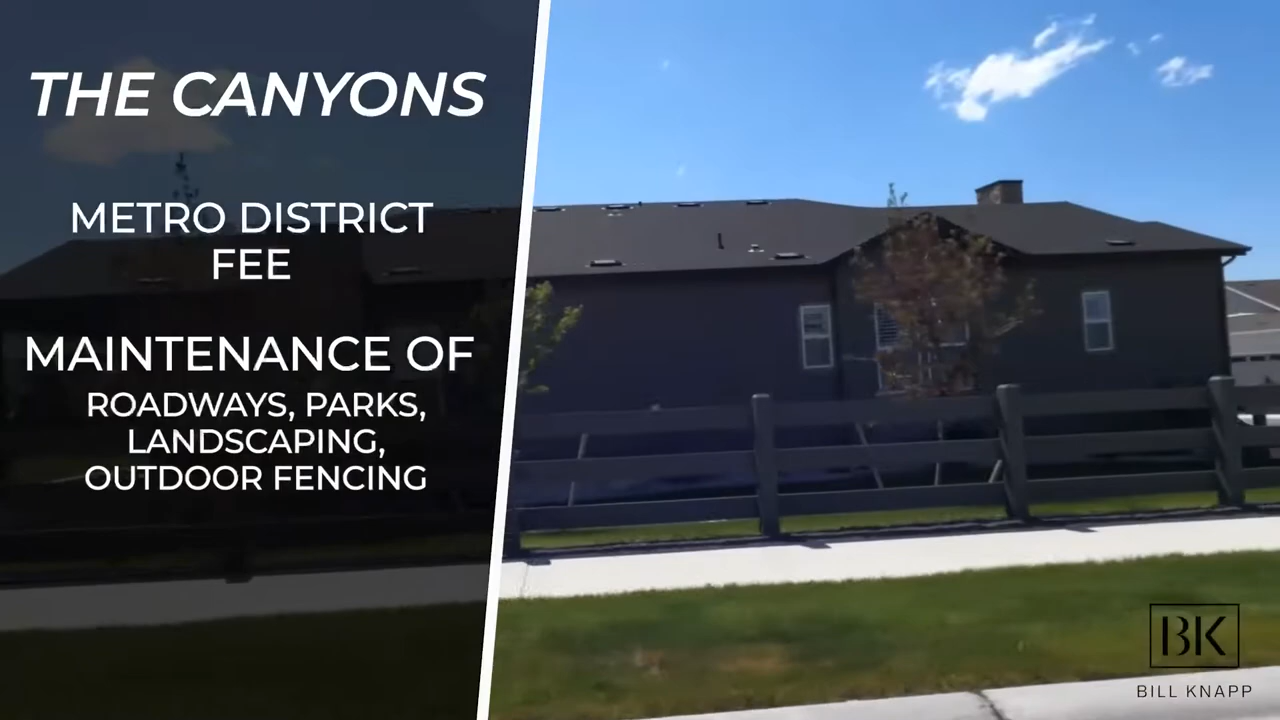 THE CANYONS
METRO DISTRICT
FEE
MAINTENANCE OF
ROADWAYS, PARKS,
LANDSCAPING,
OUTDOOR FENCING
BK
BILL KNAPP